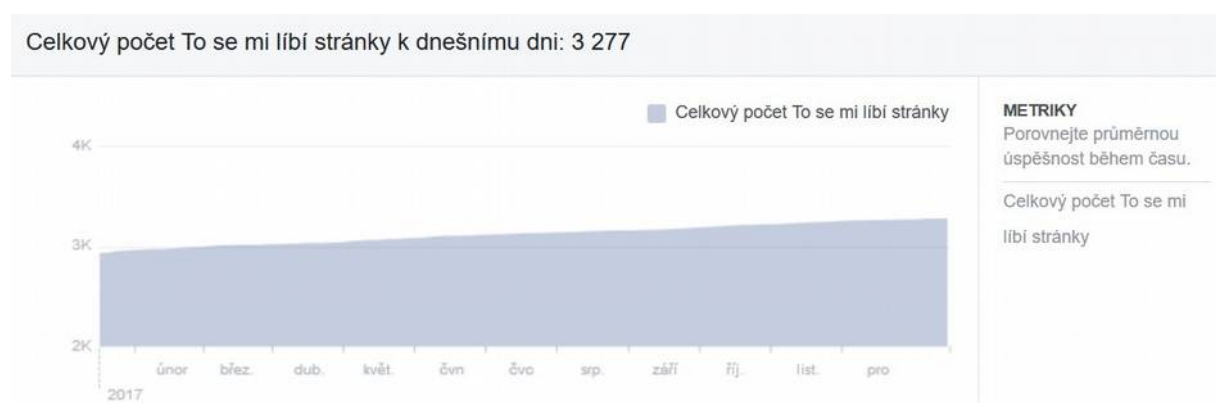 Celkový počet To se mi líbí stránky k dnešnímu dni: 3 277
Celkový počet To se mi líbí stránky
METRIKY
Porovnejte průměrnou
úspěšnost během času.
Celkový počet To se mi
líbí stránky
4K
3K
2K
únor břez. dub. květ. čvn čvc srp. září říj. list. pro
2017